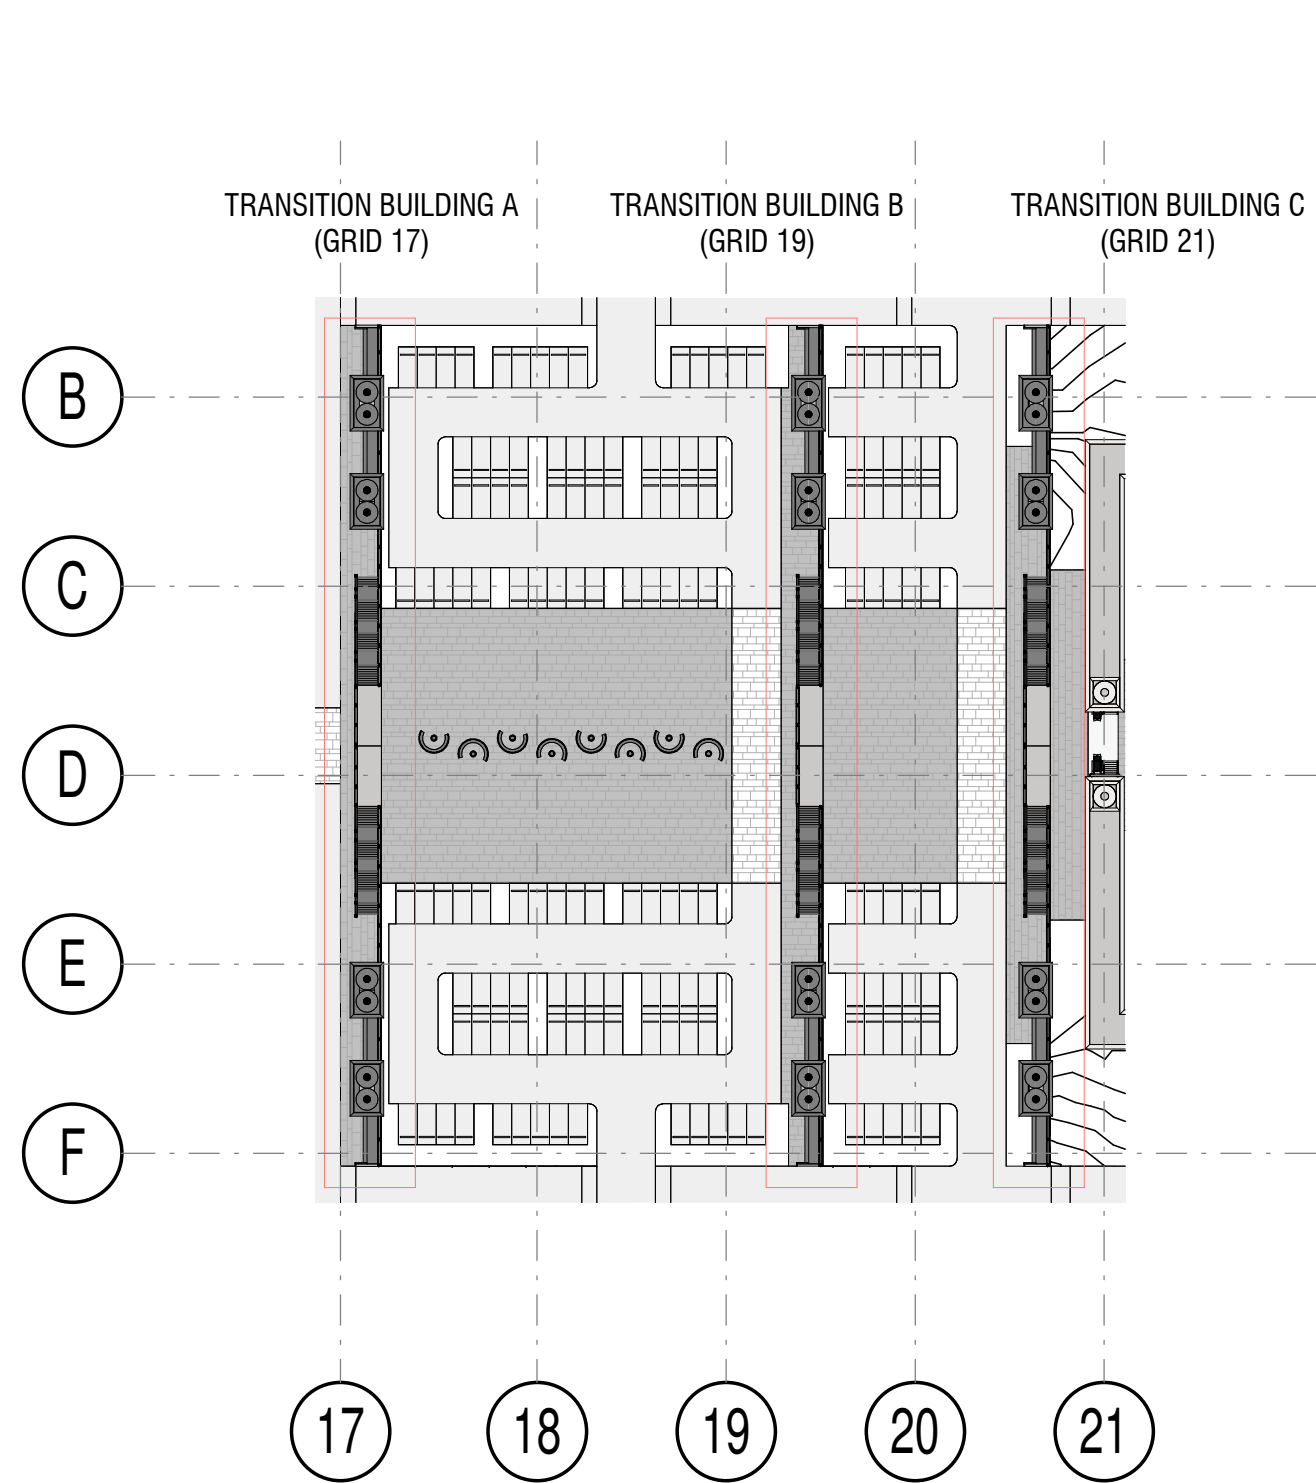 TRANSITION BUILDING A
(GRID 17)
TRANSITION BUILDING B
(GRID 19)
TRANSITION BUILDING C
(GRID 21)
B
C
D
E
F
17
18
19
20
21